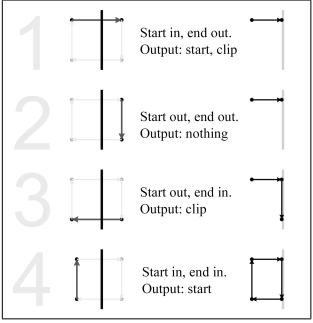 1
Start in, end out.
Output: start, clip
2
Start out, end out.
Output: nothing
3
Start out, end in.
Output: clip
4
Start in, end in.
Output: start